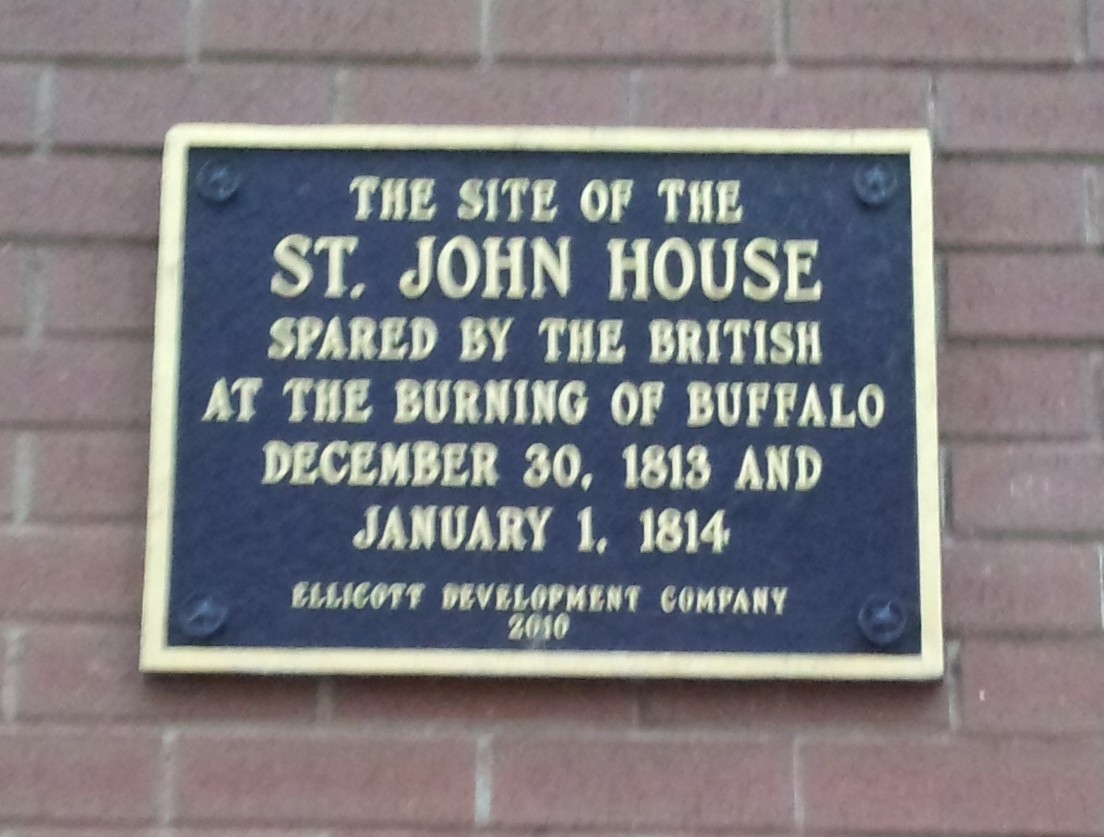 THE SITE OF THE
ST. JOHN HOUSE
SPARED BY THE BRITISH
AT THE BURNING OF BUFFALO
DECEMBER 30, 1813 AND
JANUARY 1, 1814
ELLICOTT DEVELOPMENT COMPANY
2010